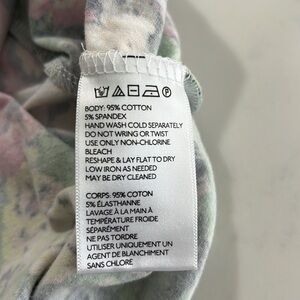 BODY: 95% COTTON
5% SPANDEX
HAND WASH COLD SEPARATELY
DO NOT WRING OR TWIST
USE ONLY NON-CHLORINE
BLEACH
RESHAPE & LAY FLAT TO DRY
LOW IRON AS NEEDED
MAY BE DRY CLEANED
CORPS: 95% COTON
5% ÉLASTHANNE
LAVAGE À LA MAIN À
TEMPÉRATURE FROIDE
SÉPARÉMENT
NE PAS TORDRE
UTILISER UNIQUEMENT UN
AGENT DE BLANCHIMENT
SANS CHLORE